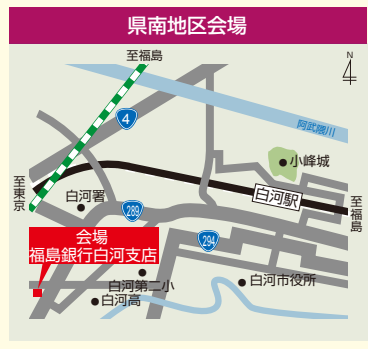 県南地区会場
至福島
N
4
阿武隈川
小峰城
至東京
白河署
白河駅
至福島
289
会場
福島銀行白河支店
294
白河第二小
白河市役所
白河高